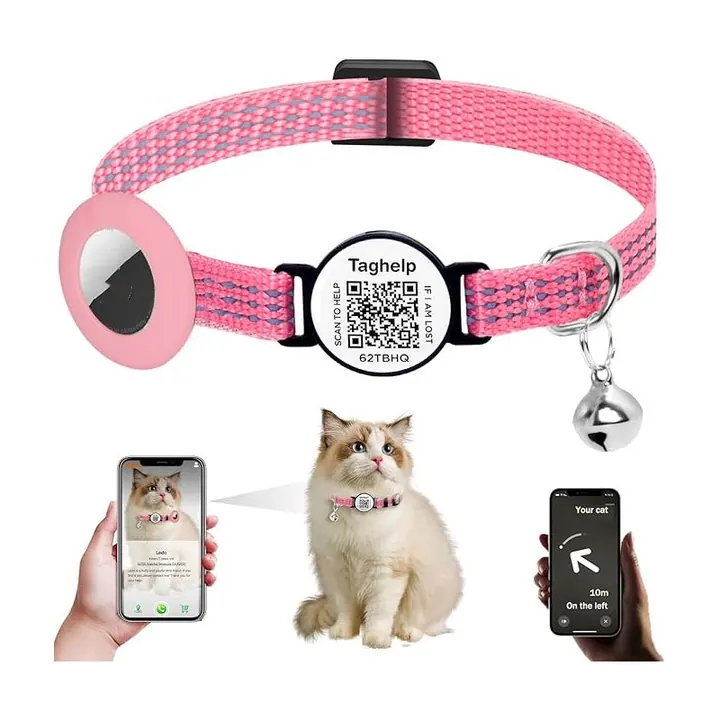 Taghelp
SCAN TO HELP
IF I AM LOST
62TBHQ
Your cat
10m
On the left